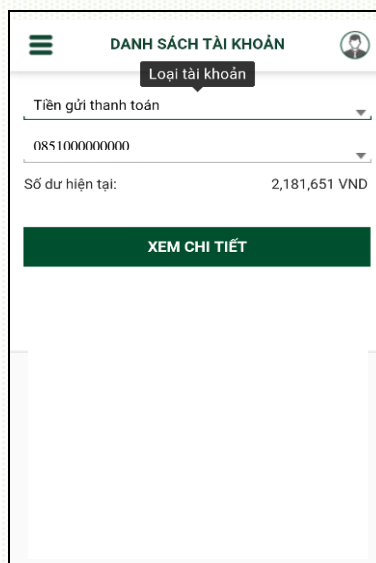 DANH SÁCH TÀI KHOẢN
Loại tài khoản
Tiền gửi thanh toán
0851000000000
Số dư hiện tại: 2,181,651 VND
XEM CHI TIẾT